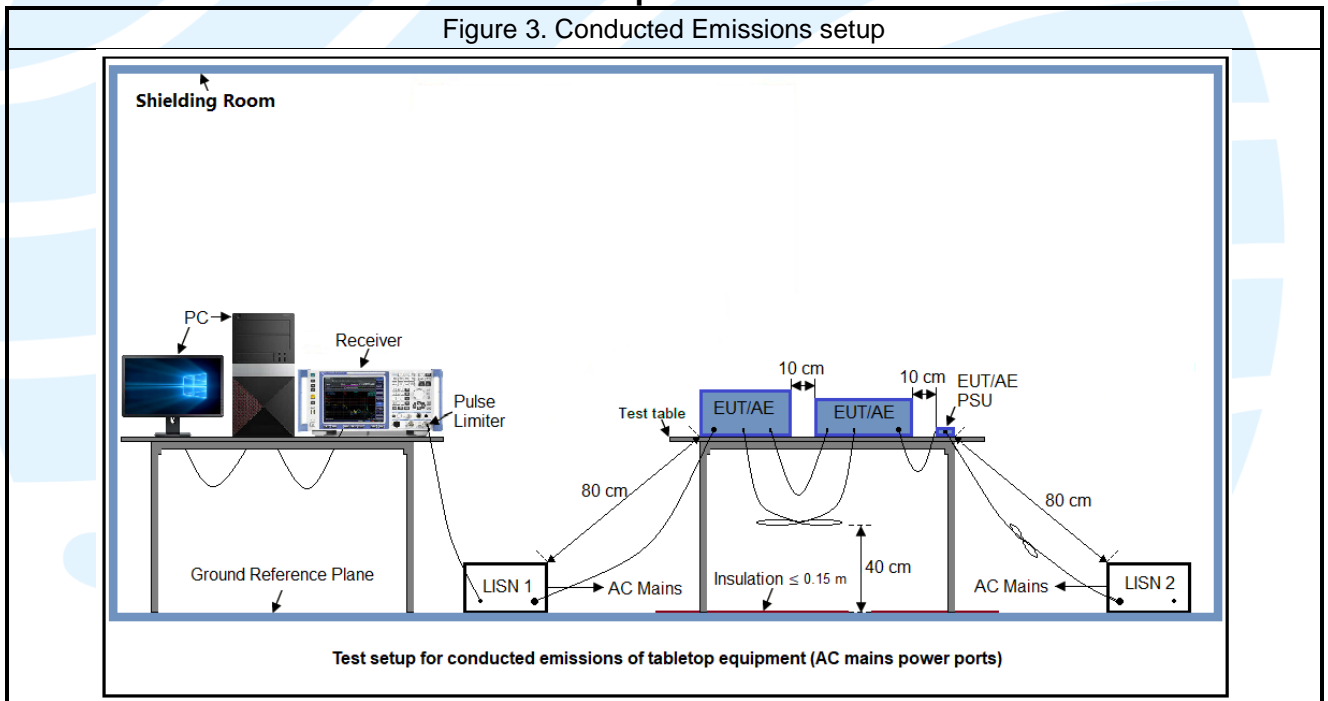 Figure 3. Conducted Emissions setup
Shielding Room
PC
Receiver
Pulse
Limiter
10 cm
10 cm
EUT/AE
PSU
EUT/AE
EUT/AE
Test table
80 cm
80 cm
40 cm
Ground Reference Plane
LISN 1
AC Mains
Insulation ≤ 0.15 m
AC Mains
LISN 2
Test setup for conducted emissions of tabletop equipment (AC mains power ports)